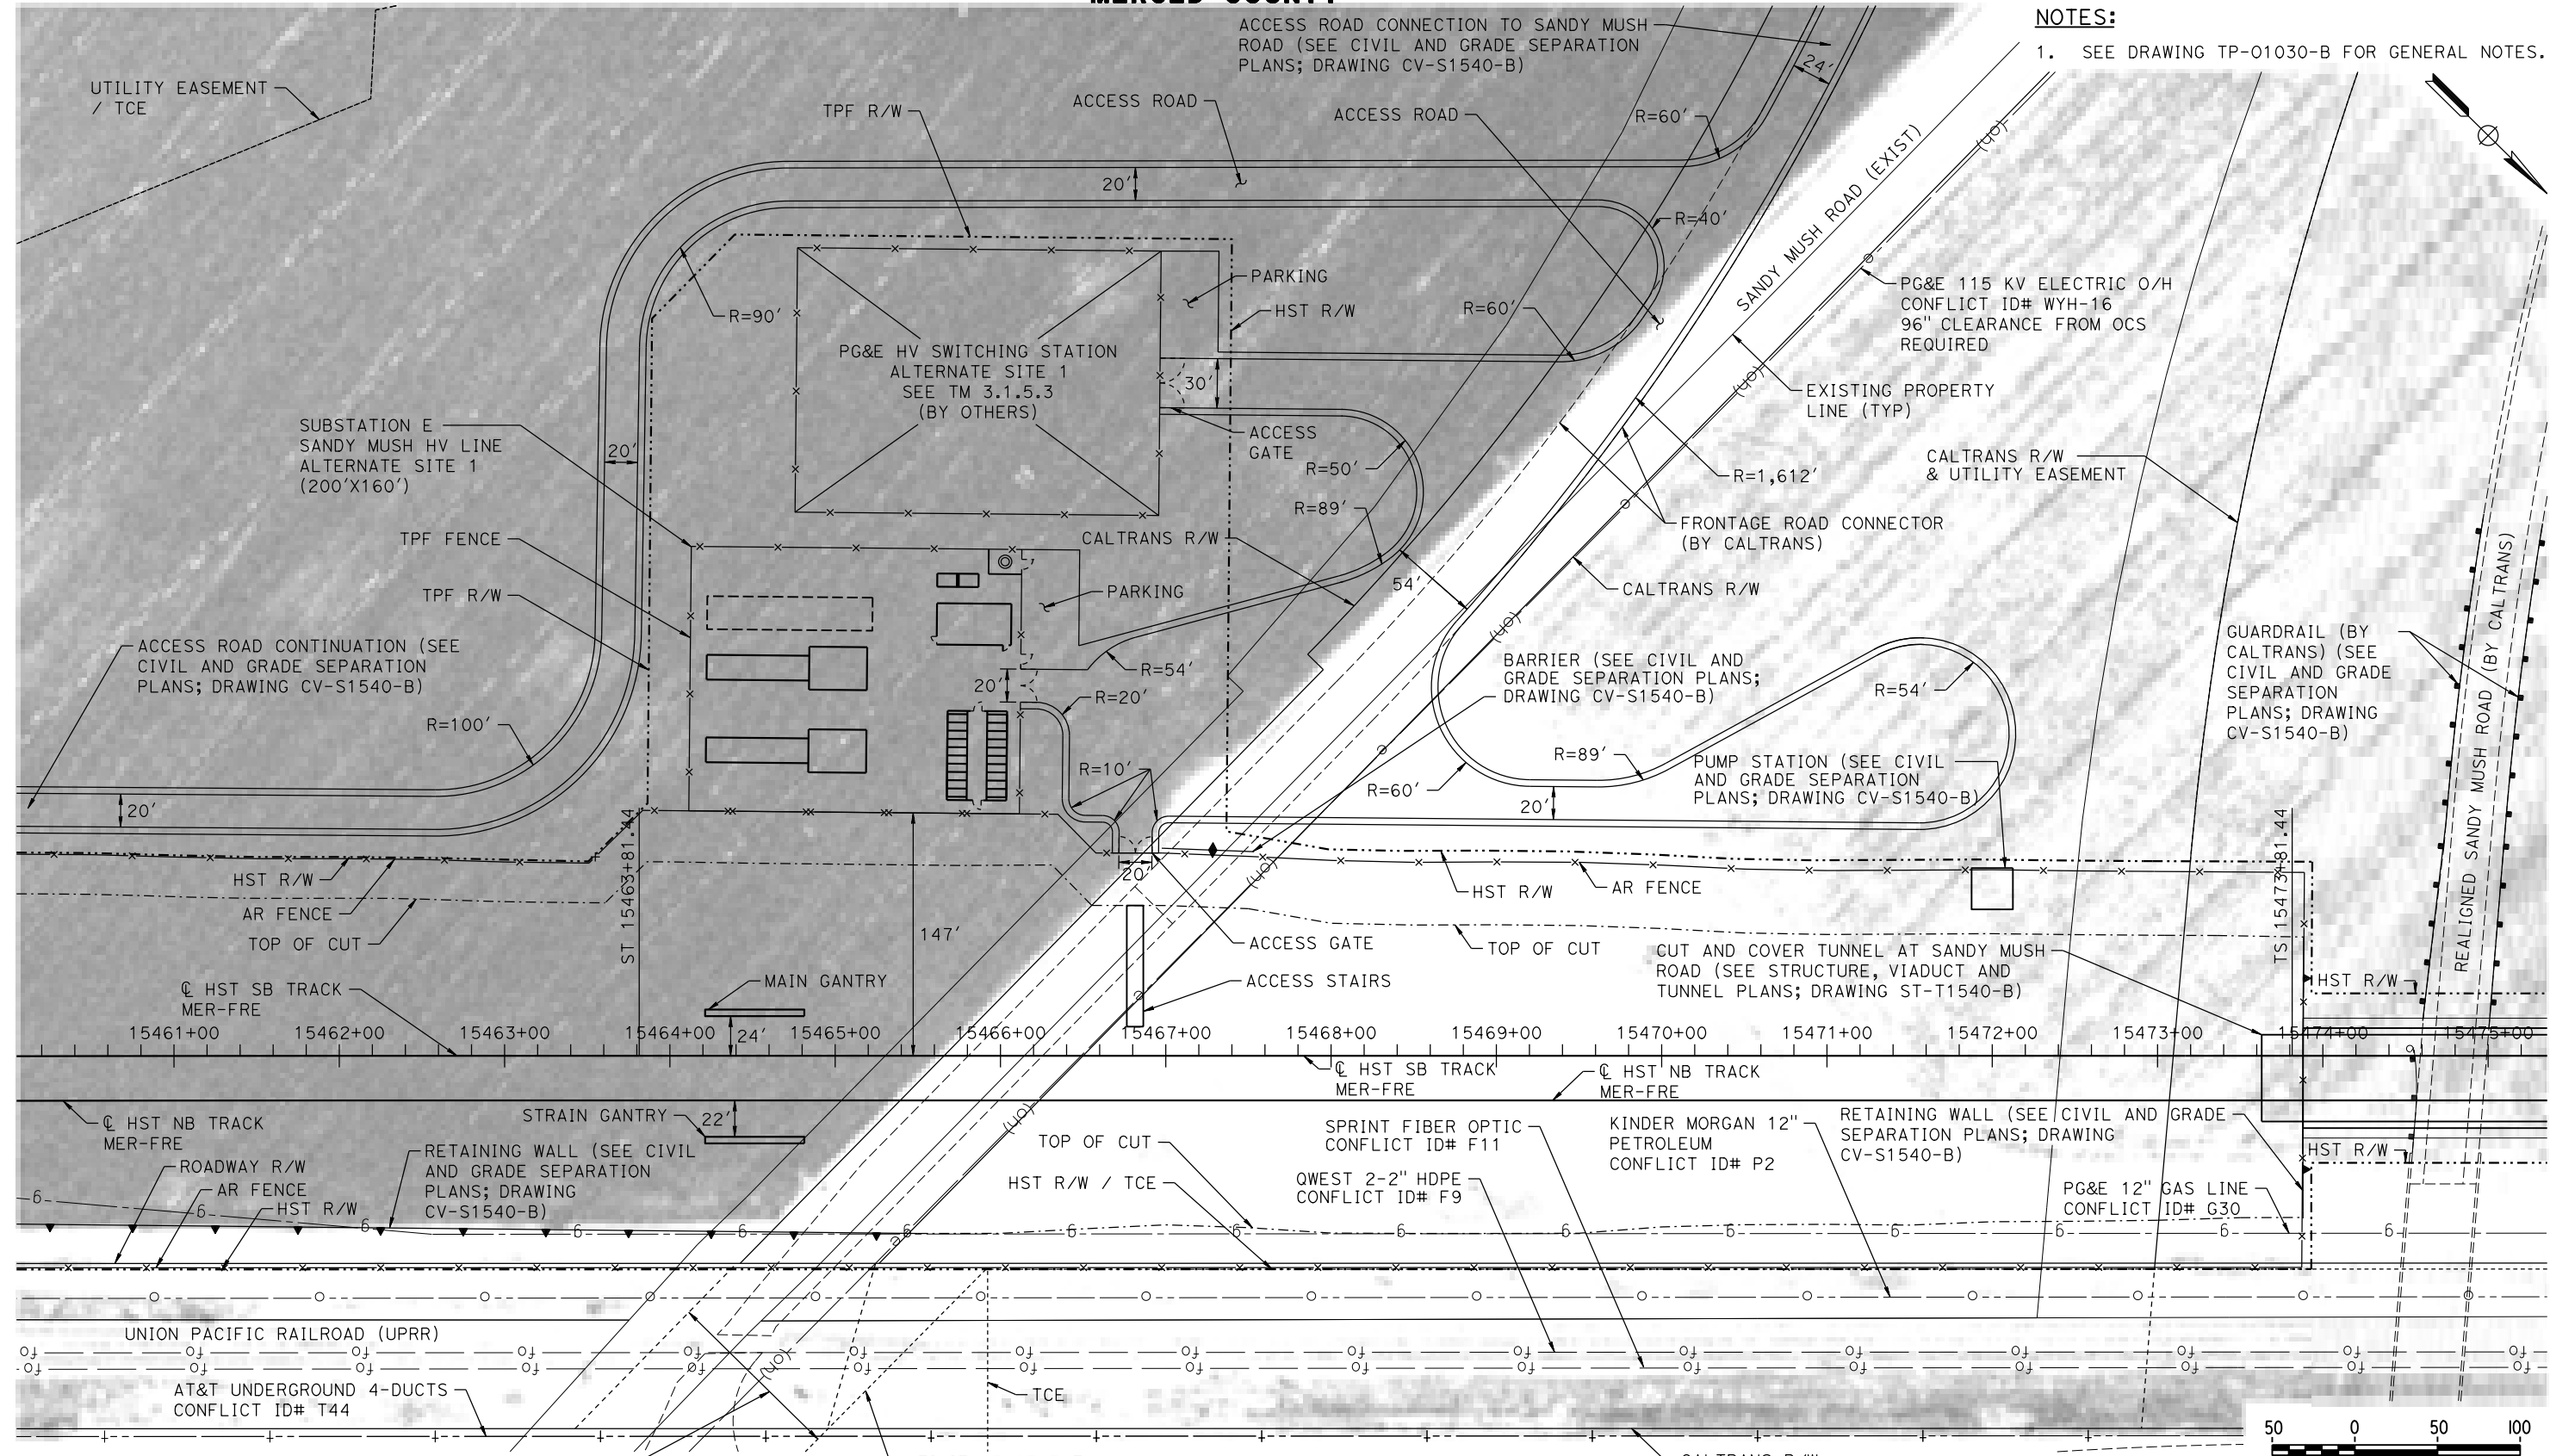 MERCED COUNTY
NOTES:
1. SEE DRAWING TP-01030-B FOR GENERAL NOTES.
ACCESS ROAD CONNECTION TO SANDY MUSH
ROAD (SEE CIVIL AND GRADE SEPARATION
PLANS; DRAWING CV-S1540-B)
24'
UTILITY EASEMENT
/ TCE
TPF R/W
ACCESS ROAD
ACCESS ROAD
R=60'
20'
R=40'
SANDY MUSH ROAD (EXIST)
(OH)
PARKING
HST R/W
R=90'
R=60'
PG&E 115 KV ELECTRIC O/H
CONFLICT ID# WYH-16
96" CLEARANCE FROM OCS
REQUIRED
PG&E HV SWITCHING STATION
ALTERNATE SITE 1
SEE TM 3.1.5.3
(BY OTHERS)
30'
(OH)
EXISTING PROPERTY
LINE (TYP)
SUBSTATION E
SANDY MUSH HV LINE
ALTERNATE SITE 1
(200'X160')
20'
ACCESS
GATE
R=50'
R=89'
R=1,612'
CALTRANS R/W
& UTILITY EASEMENT
TPF FENCE
CALTRANS R/W
FRONTAGE ROAD CONNECTOR
(BY CALTRANS)
54'
TPF R/W
PARKING
CALTRANS R/W
(OH)
ACCESS ROAD CONTINUATION (SEE
CIVIL AND GRADE SEPARATION
PLANS; DRAWING CV-S1540-B)
R=54'
20'
R=20'
BARRIER (SEE CIVIL AND
GRADE SEPARATION PLANS;
DRAWING CV-S1540-B)
R=54'
GUARDRAIL (BY
CALTRANS) (SEE
CIVIL AND GRADE
SEPARATION
PLANS; DRAWING
CV-S1540-B)
REALIGNED SANDY MUSH ROAD (BY CALTRANS)
R=100'
R=10'
R=89'
R=60'
PUMP STATION (SEE CIVIL
AND GRADE SEPARATION
PLANS; DRAWING CV-S1540-B)
20'
20'
ST 15463+81.44
TS 15473+81.44
HST R/W
AR FENCE
TOP OF CUT
20'
(OH)
HST R/W
AR FENCE
147'
ACCESS GATE
TOP OF CUT
CUT AND COVER TUNNEL AT SANDY MUSH
ROAD (SEE STRUCTURE, VIADUCT AND
TUNNEL PLANS; DRAWING ST-T1540-B)
MAIN GANTRY
ACCESS STAIRS
HST R/W
℄ HST SB TRACK
MER-FRE
15461+00 15462+00 15463+00 15464+00 15465+00 15466+00 15467+00 15468+00 15469+00 15470+00 15471+00 15472+00 15473+00 15474+00 15475+00
24'
℄ HST SB TRACK
MER-FRE
℄ HST NB TRACK
MER-FRE
℄ HST NB TRACK
MER-FRE
STRAIN GANTRY
22'
(OH)
RETAINING WALL (SEE CIVIL
AND GRADE SEPARATION
PLANS; DRAWING
CV-S1540-B)
TOP OF CUT
HST R/W / TCE
SPRINT FIBER OPTIC
CONFLICT ID# F11
QWEST 2-2" HDPE
CONFLICT ID# F9
KINDER MORGAN 12"
PETROLEUM
CONFLICT ID# P2
RETAINING WALL (SEE CIVIL AND GRADE
SEPARATION PLANS; DRAWING
CV-S1540-B)
HST R/W
PG&E 12" GAS LINE
CONFLICT ID# G30
ROADWAY R/W
AR FENCE
HST R/W
UNION PACIFIC RAILROAD (UPRR)
(OH)
AT&T UNDERGROUND 4-DUCTS
CONFLICT ID# T44
TCE
50 0 50 100